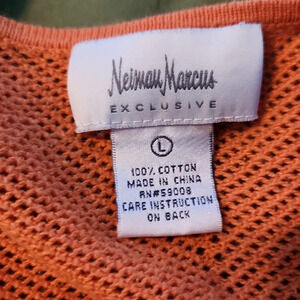 Neiman Marcus
EXCLUSIVE
L
100% COTTON
MADE IN CHINA
RN#59008
CARE INSTRUCTION
ON BACK